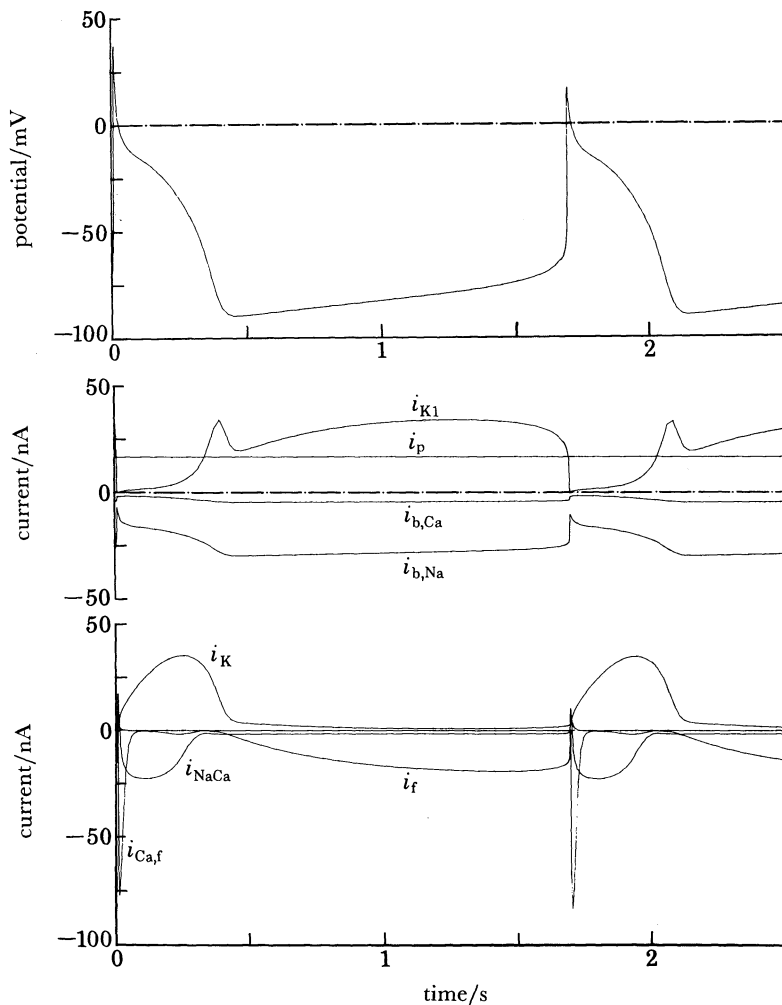 50
0
−50
−100
potential/mV
0
1
2
50
0
−50
current/nA
i_K1
i_p
i_b,Ca
i_b,Na
50
0
−50
−100
current/nA
i_K
i_NaCa
i_f
i_Ca,f
0
1
2
time/s